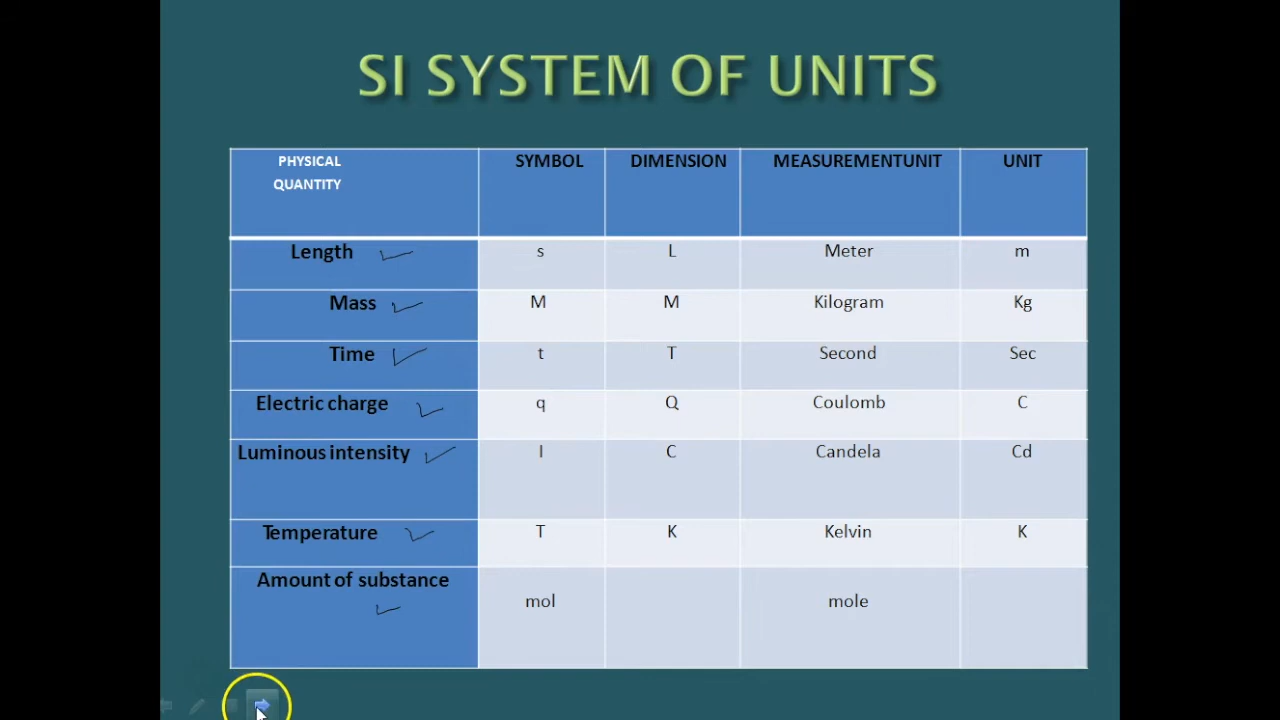 SI SYSTEM OF UNITS
PHYSICAL SYMBOL DIMENSION MEASUREMENTUNIT UNIT
QUANTITY
Length s L Meter m
Mass M M Kilogram Kg
Time t T Second Sec
Electric charge q Q Coulomb C
Luminous intensity I C Candela Cd
Temperature T K Kelvin K
Amount of substance
mol mole